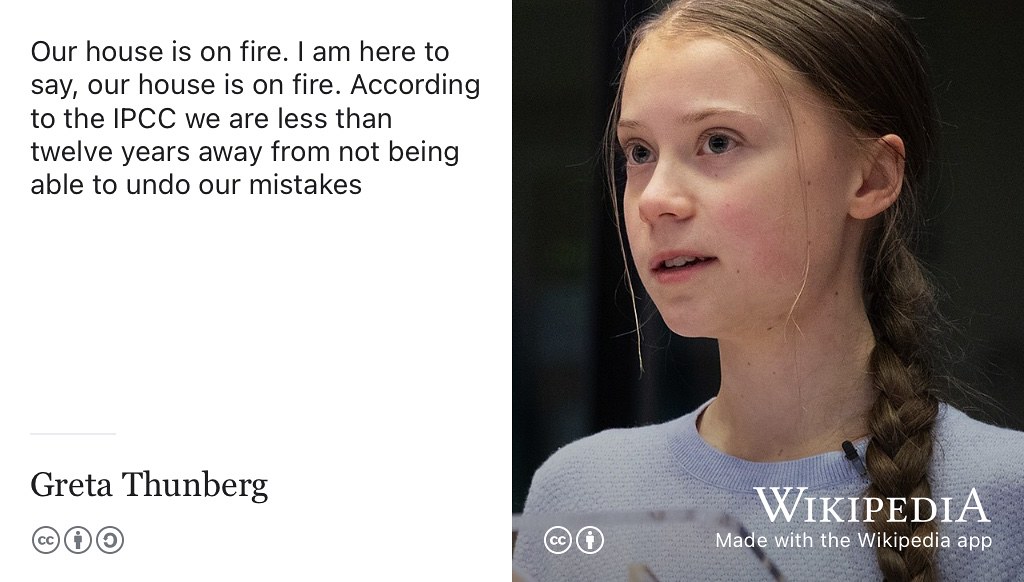 Our house is on fire. I am here to
say, our house is on fire. According
to the IPCC we are less than
twelve years away from not being
able to undo our mistakes
Greta Thunberg
cc
cc
WIKIPEDIA
Made with the Wikipedia app